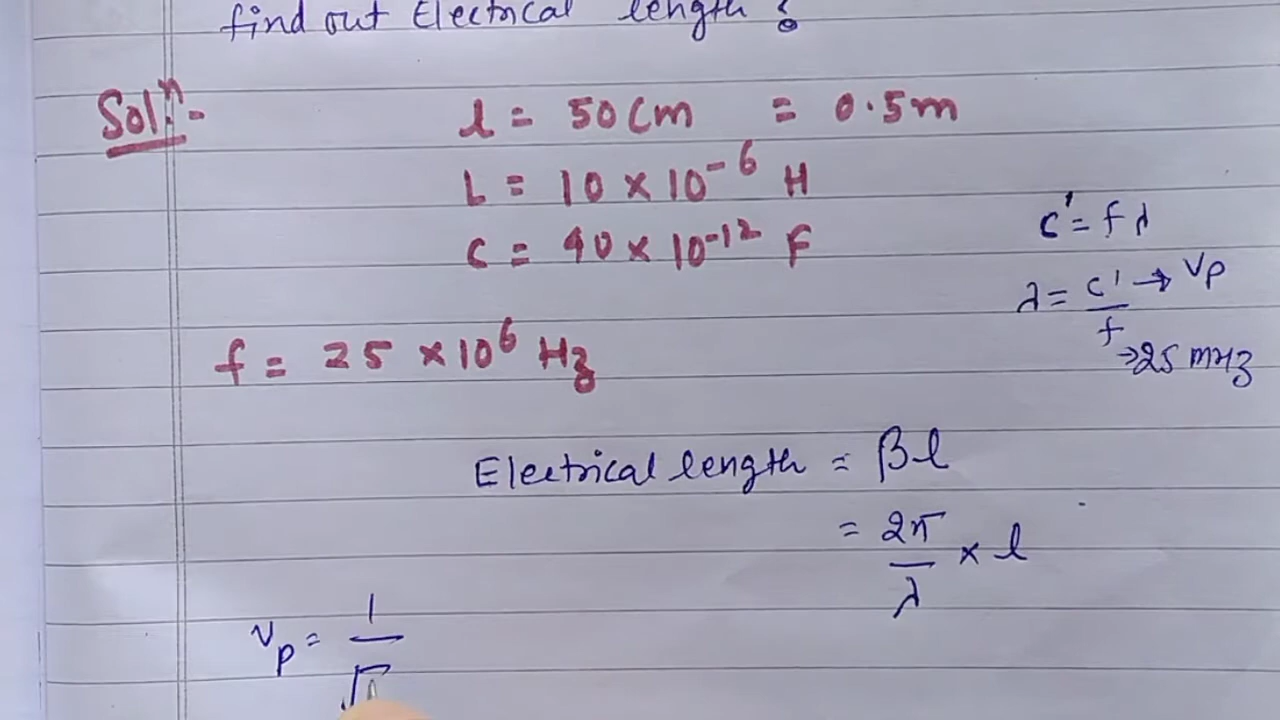 find out Electrical length ?
Solⁿ:-
l = 50 cm = 0.5m
L = 10 × 10⁻⁶ H
C = 40 × 10⁻¹² F
c' = f λ
λ = c' → Vp
f → 25 MHz
f = 25 × 10⁶ Hz
Electrical length = βl
= 2π/λ × l
Vp = 1/√